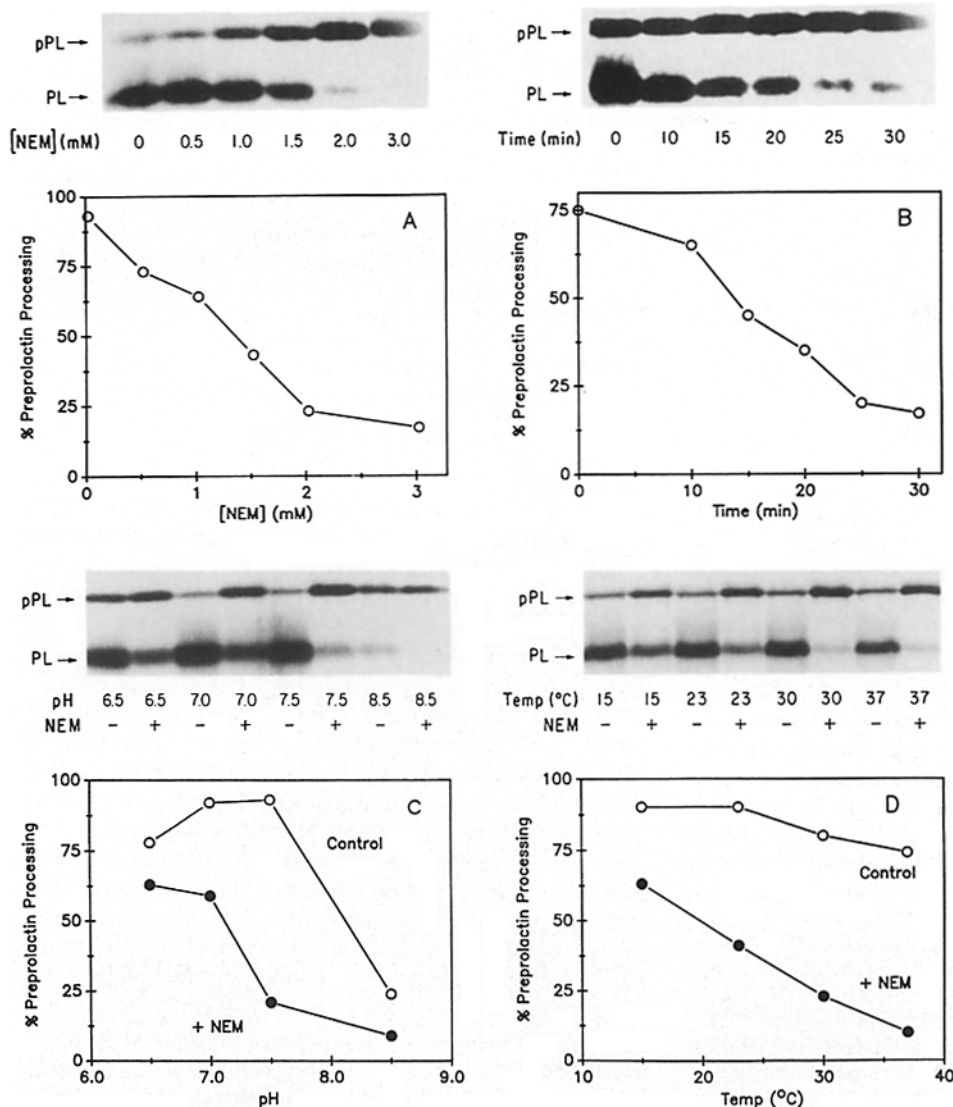 pPL →
PL →
[NEM](mM) 0 0.5 1.0 1.5 2.0 3.0
pPL →
PL →
Time (min) 0 10 15 20 25 30
A
% Preprolactin Processing
100
75
50
25
0
0 1 2 3
[NEM] (mM)
B
% Preprolactin Processing
75
50
25
0
0 10 20 30
Time (min)
pPL →
PL →
pH 6.5 6.5 7.0 7.0 7.5 7.5 8.5 8.5
NEM − + − + − + − +
pPL →
PL →
Temp (°C) 15 15 23 23 30 30 37 37
NEM − + − + − + − +
C
% Preprolactin Processing
100
75
50
25
0
Control
+ NEM
6.0 7.0 8.0 9.0
pH
D
% Preprolactin Processing
100
75
50
25
0
Control
+ NEM
10 20 30 40
Temp (°C)